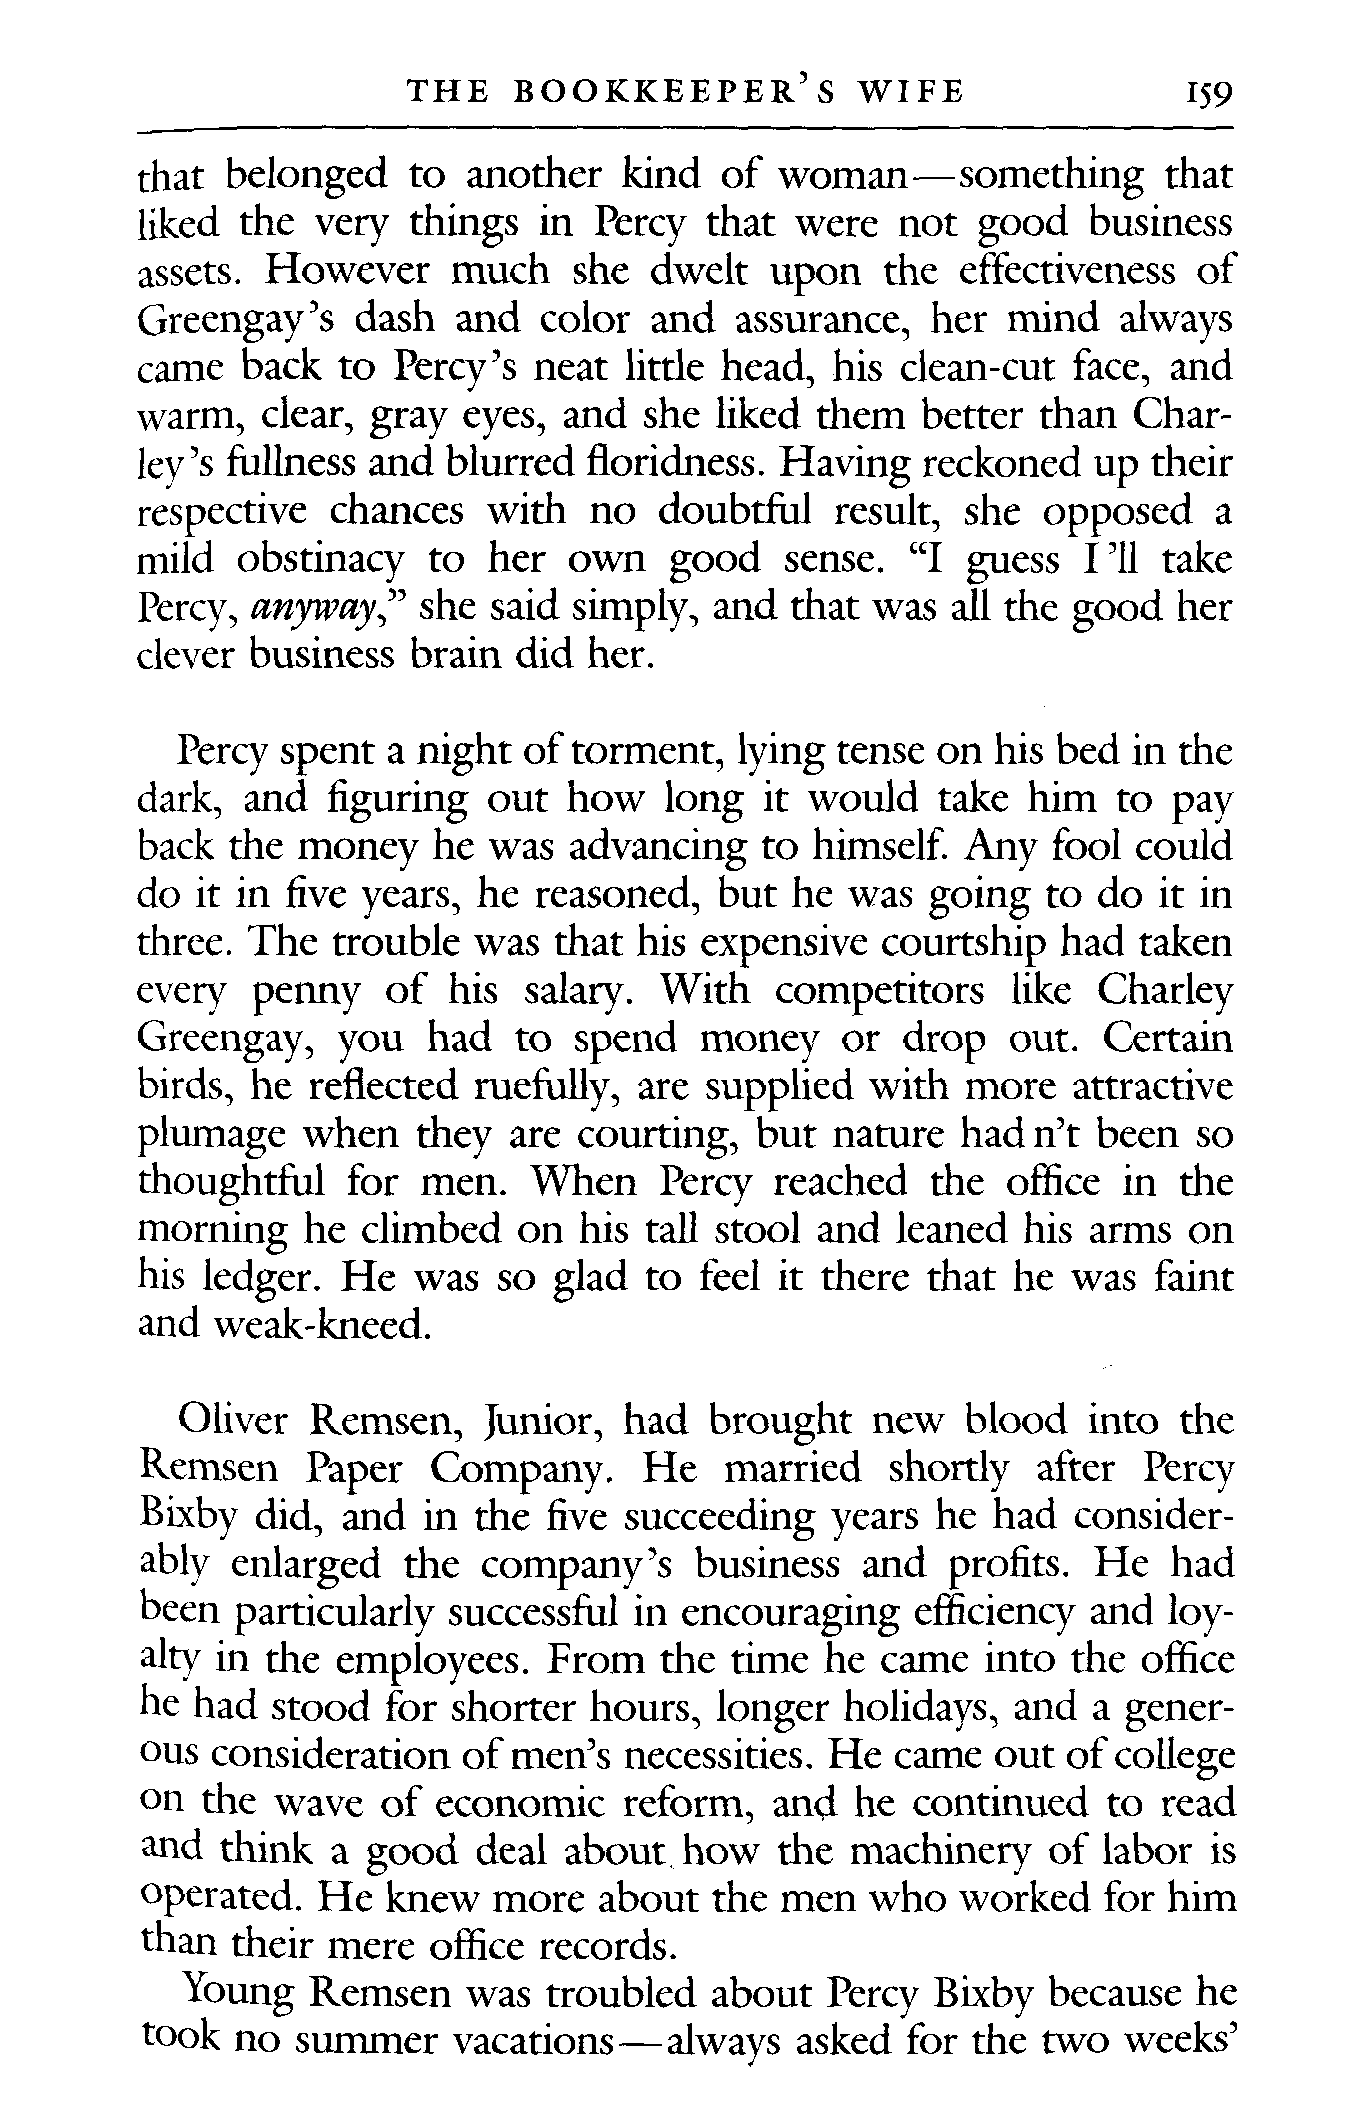 THE BOOKKEEPER'S WIFE 159
that belonged to another kind of woman—something that
liked the very things in Percy that were not good business
assets. However much she dwelt upon the effectiveness of
Greengay's dash and color and assurance, her mind always
came back to Percy's neat little head, his clean-cut face, and
warm, clear, gray eyes, and she liked them better than Char-
ley's fullness and blurred floridness. Having reckoned up their
respective chances with no doubtful result, she opposed a
mild obstinacy to her own good sense. “I guess I 'll take
Percy, anyway,” she said simply, and that was all the good her
clever business brain did her.
Percy spent a night of torment, lying tense on his bed in the
dark, and figuring out how long it would take him to pay
back the money he was advancing to himself. Any fool could
do it in five years, he reasoned, but he was going to do it in
three. The trouble was that his expensive courtship had taken
every penny of his salary. With competitors like Charley
Greengay, you had to spend money or drop out. Certain
birds, he reflected ruefully, are supplied with more attractive
plumage when they are courting, but nature had n't been so
thoughtful for men. When Percy reached the office in the
morning he climbed on his tall stool and leaned his arms on
his ledger. He was so glad to feel it there that he was faint
and weak-kneed.
Oliver Remsen, Junior, had brought new blood into the
Remsen Paper Company. He married shortly after Percy
Bixby did, and in the five succeeding years he had consider-
ably enlarged the company's business and profits. He had
been particularly successful in encouraging efficiency and loy-
alty in the employees. From the time he came into the office
he had stood for shorter hours, longer holidays, and a gener-
ous consideration of men's necessities. He came out of college
on the wave of economic reform, and he continued to read
and think a good deal about how the machinery of labor is
operated. He knew more about the men who worked for him
than their mere office records.
Young Remsen was troubled about Percy Bixby because he
took no summer vacations—always asked for the two weeks'